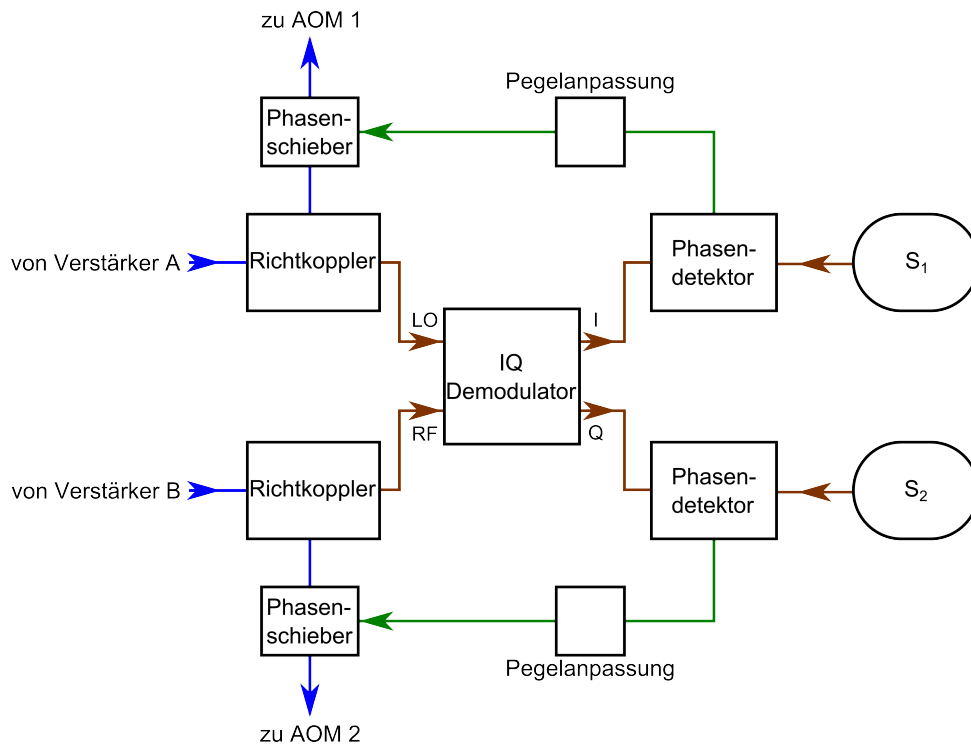 zu AOM 1
Pegelanpassung
Phasen-
schieber
von Verstärker A
Richtkoppler
Phasen-
detektor
S1
LO
I
IQ
Demodulator
RF
Q
von Verstärker B
Richtkoppler
Phasen-
detektor
S2
Phasen-
schieber
Pegelanpassung
zu AOM 2